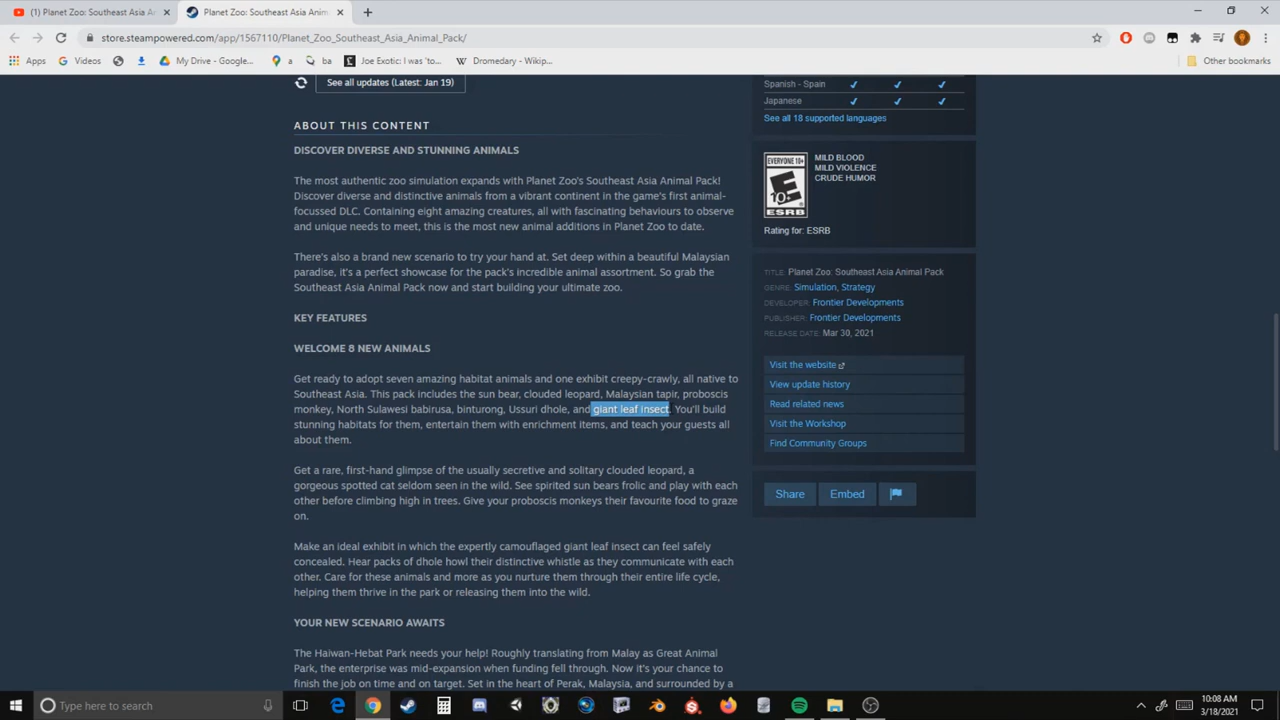 (1) Planet Zoo: Southeast Asia An
Planet Zoo: Southeast Asia Anim
store.steampowered.com/app/1567110/Planet_Zoo_Southeast_Asia_Animal_Pack/
Apps
Videos
My Drive - Google...
a
ba
Joe Exotic: I was 'to...
Dromedary - Wikip...
Other bookmarks
See all updates (Latest: Jan 19)
ABOUT THIS CONTENT
DISCOVER DIVERSE AND STUNNING ANIMALS
The most authentic zoo simulation expands with Planet Zoo's Southeast Asia Animal Pack!
Discover diverse and distinctive animals from a vibrant continent in the game's first animal-
focussed DLC. Containing eight amazing creatures, all with fascinating behaviours to observe
and unique needs to meet, this is the most new animal additions in Planet Zoo to date.
There's also a brand new scenario to try your hand at. Set deep within a beautiful Malaysian
paradise, it's a perfect showcase for the pack's incredible animal assortment. So grab the
Southeast Asia Animal Pack now and start building your ultimate zoo.
KEY FEATURES
WELCOME 8 NEW ANIMALS
Get ready to adopt seven amazing habitat animals and one exhibit creepy-crawly, all native to
Southeast Asia. This pack includes the sun bear, clouded leopard, Malaysian tapir, proboscis
monkey, North Sulawesi babirusa, binturong, Ussuri dhole, and giant leaf insect. You'll build
stunning habitats for them, entertain them with enrichment items, and teach your guests all
about them.
Get a rare, first-hand glimpse of the usually secretive and solitary clouded leopard, a
gorgeous spotted cat seldom seen in the wild. See spirited sun bears frolic and play with each
other before climbing high in trees. Give your proboscis monkeys their favourite food to graze
on.
Make an ideal exhibit in which the expertly camouflaged giant leaf insect can feel safely
concealed. Hear packs of dhole howl their distinctive whistle as they communicate with each
other. Care for these animals and more as you nurture them through their entire life cycle,
helping them thrive in the park or releasing them into the wild.
YOUR NEW SCENARIO AWAITS
The Haiwan-Hebat Park needs your help! Roughly translating from Malay as Great Animal
Park, the enterprise was mid-expansion when funding fell through. Now it's your chance to
finish the job on time and on target. Set in the heart of Perak, Malaysia, and surrounded by a
Spanish - Spain
Japanese
See all 18 supported languages
EVERYONE 10+
E
10+
ESRB
MILD BLOOD
MILD VIOLENCE
CRUDE HUMOR
Rating for: ESRB
TITLE: Planet Zoo: Southeast Asia Animal Pack
GENRE: Simulation, Strategy
DEVELOPER: Frontier Developments
PUBLISHER: Frontier Developments
RELEASE DATE: Mar 30, 2021
Visit the website
View update history
Read related news
Visit the Workshop
Find Community Groups
Share
Embed
Type here to search
10:08 AM
3/18/2021